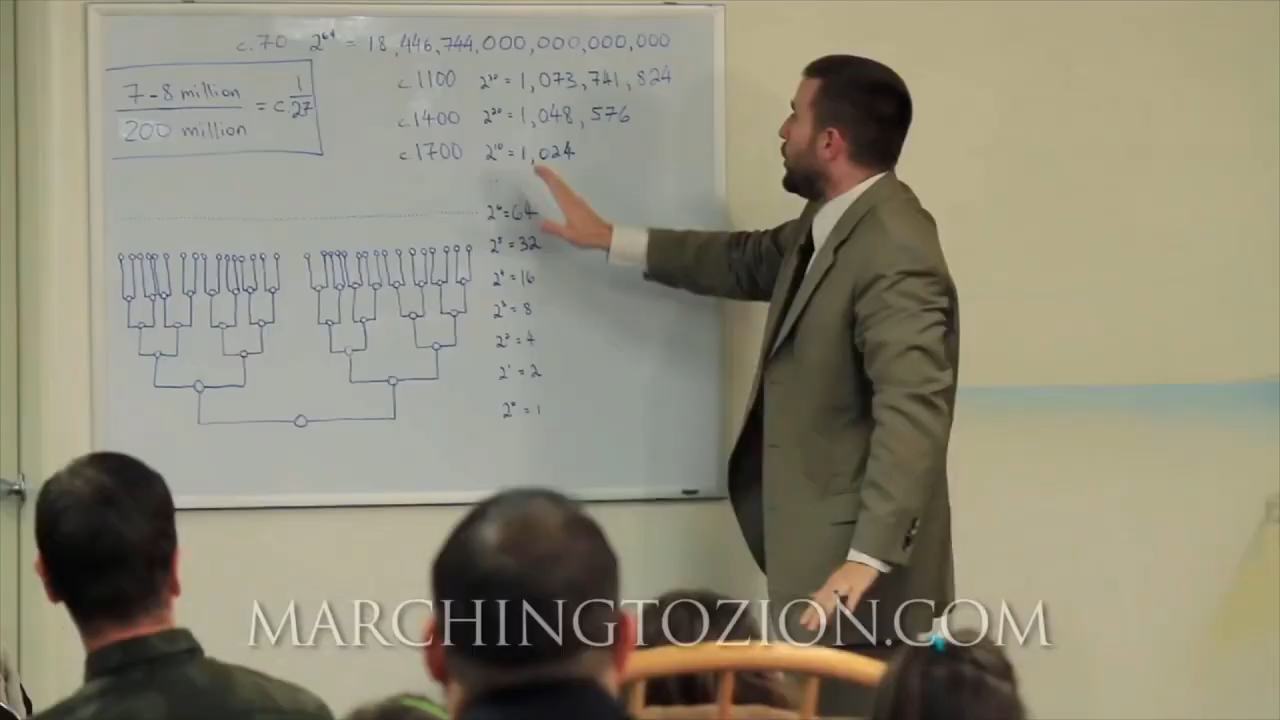 c.70 2⁶⁴ = 18,446,744,000,000,000,000
7-8 million
200 million
= c. 1/27
c.1100 2³⁰ = 1,073,741,824
c.1400 2²⁰ = 1,048,576
c.1700 2¹⁰ = 1,024
2⁶ = 64
2⁵ = 32
2⁴ = 16
2³ = 8
2² = 4
2¹ = 2
2⁰ = 1
MARCHINGTOZION.COM